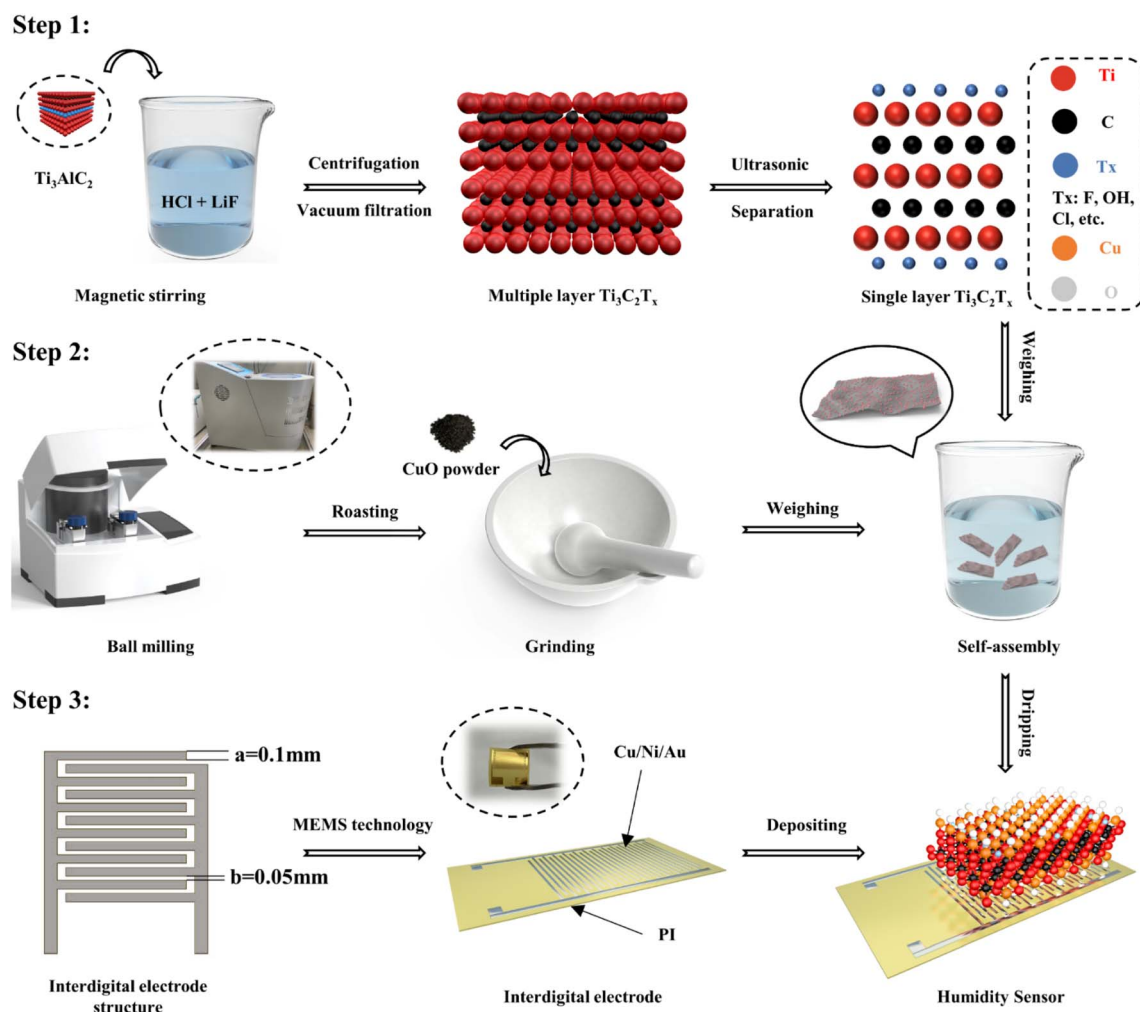 Step 1:
Ti₃AlC₂
HCl + LiF
Magnetic stirring
Centrifugation
Vacuum filtration
Multiple layer Ti₃C₂Tₓ
Ultrasonic
Separation
Single layer Ti₃C₂Tₓ
Ti
C
Tx
Tx: F, OH,
Cl, etc.
Cu
O
Weighing
Step 2:
Ball milling
Roasting
CuO powder
Grinding
Weighing
Self-assembly
Dripping
Step 3:
a=0.1mm
b=0.05mm
Interdigital electrode
structure
MEMS technology
Cu/Ni/Au
PI
Interdigital electrode
Depositing
Humidity Sensor